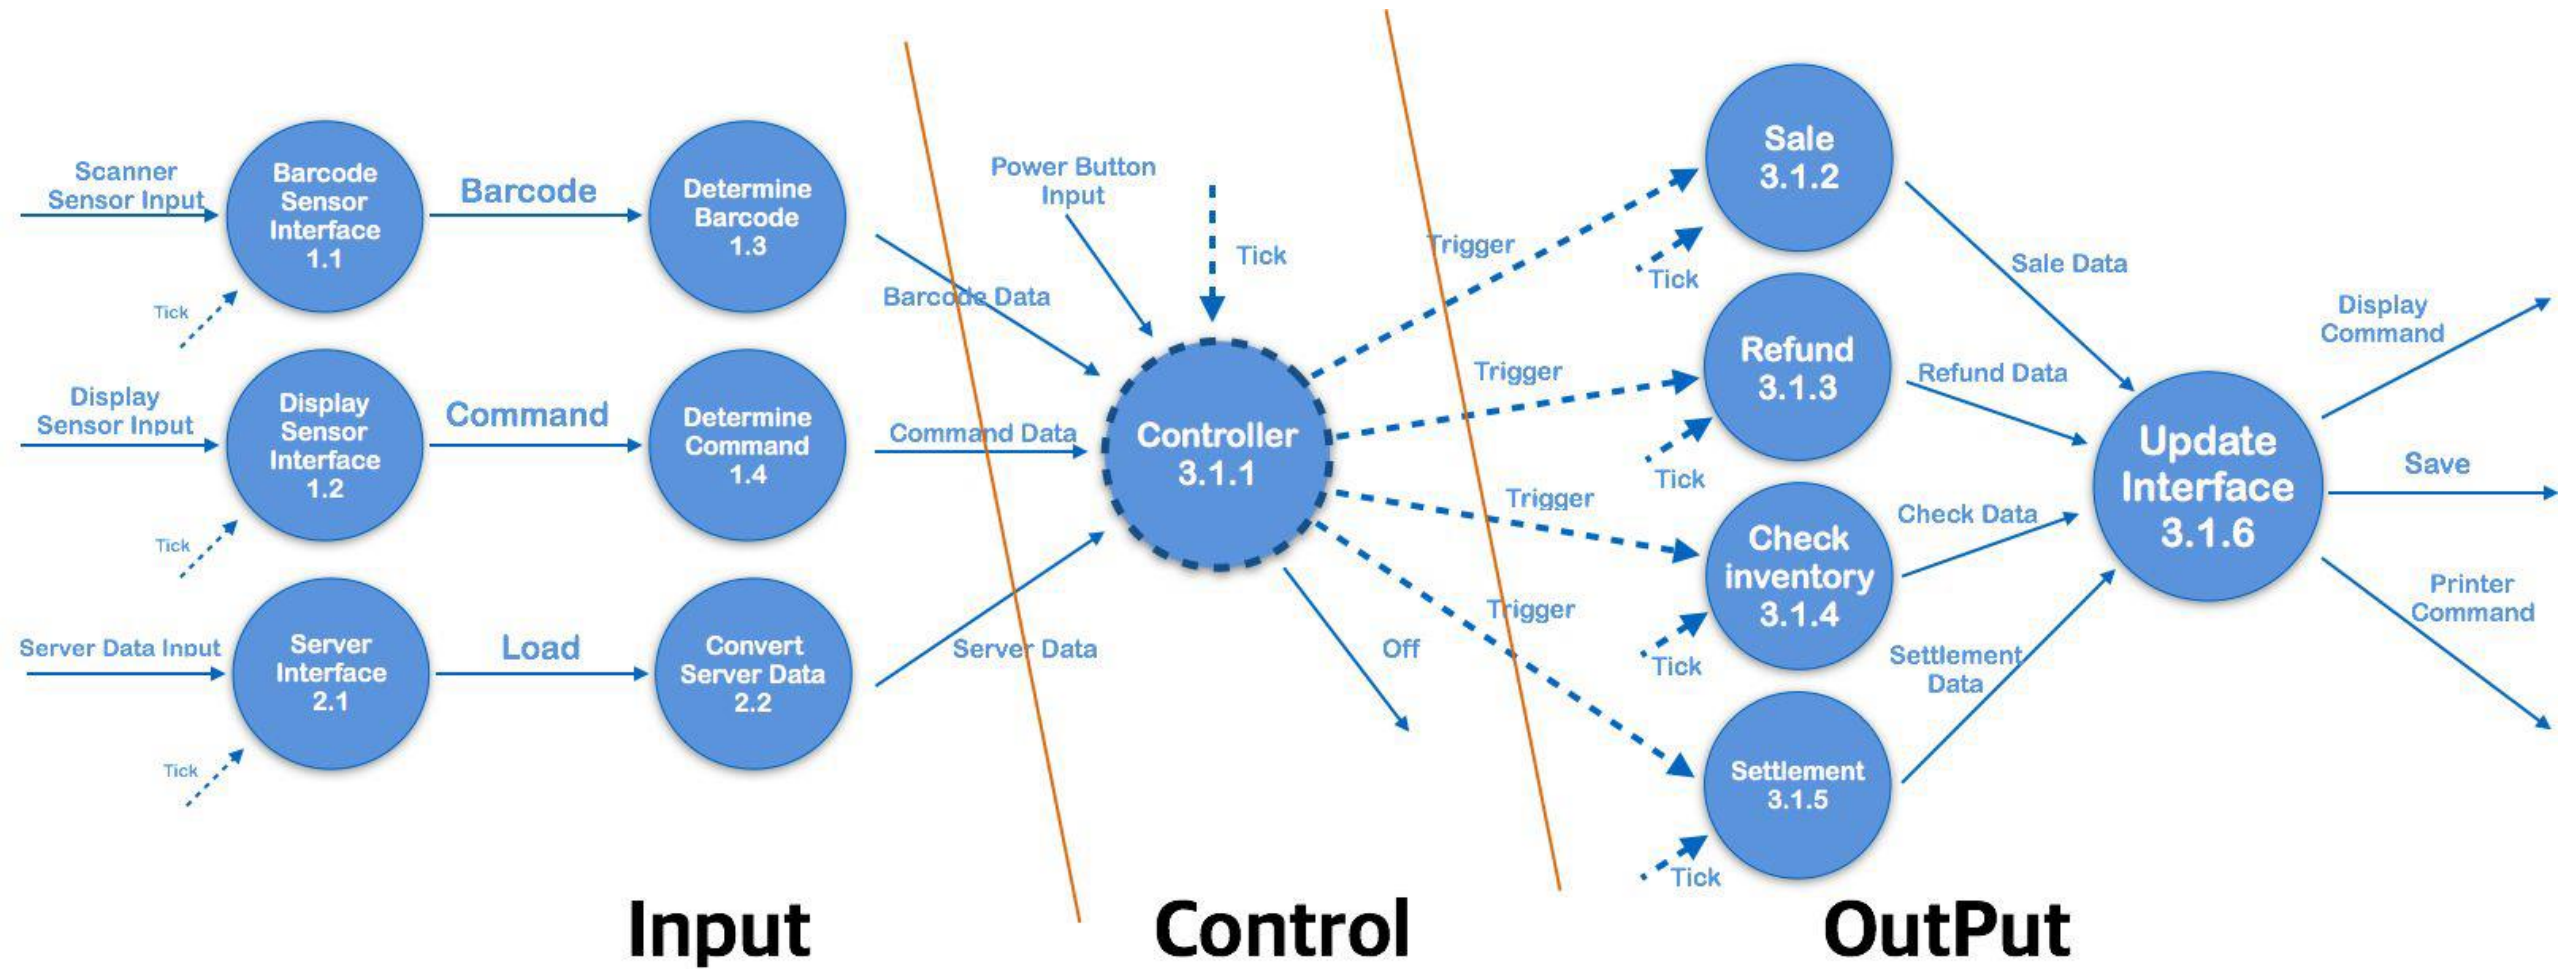 Scanner
Sensor Input
Barcode
Sensor
Interface
1.1
Tick
Barcode
Determine
Barcode
1.3
Barcode Data
Display
Sensor Input
Display
Sensor
Interface
1.2
Tick
Command
Determine
Command
1.4
Command Data
Server Data Input
Server
Interface
2.1
Tick
Load
Convert
Server Data
2.2
Server Data
Power Button
Input
Tick
Controller
3.1.1
Off
Trigger
Trigger
Trigger
Trigger
Sale
3.1.2
Tick
Sale Data
Refund
3.1.3
Tick
Refund Data
Check
inventory
3.1.4
Tick
Check Data
Settlement
3.1.5
Tick
Settlement
Data
Update
Interface
3.1.6
Display
Command
Save
Printer
Command
Input
Control
OutPut